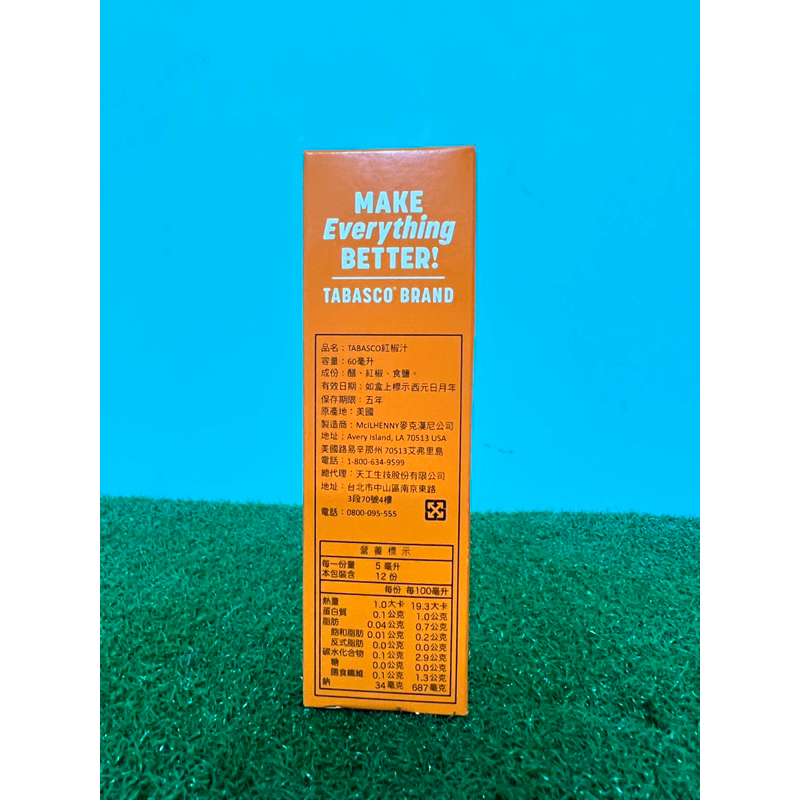 MAKE
Everything
BETTER!
TABASCO® BRAND
品名：TABASCO紅椒汁
容量：60毫升
成份：醋、紅椒、食鹽。
有效日期：如盒上標示西元日月年
保存期限：五年
原產地：美國
製造商：McILHENNY麥克漢尼公司
地址：Avery Island, LA 70513 USA
美國路易辛那州 70513艾弗里島
電話：1-800-634-9599
總代理：天工生技股份有限公司
地址：台北市中山區南京東路
3段70號4樓
電話：0800-095-555
營養標示
每一份量 5 毫升
本包裝含 12 份
每份 每100毫升
熱量 1.0大卡 19.3大卡
蛋白質 0.1公克 1.0公克
脂肪 0.04公克 0.7公克
飽和脂肪 0.01公克 0.2公克
反式脂肪 0.0公克 0.0公克
碳水化合物 0.1公克 2.9公克
糖 0.0公克 0.0公克
膳食纖維 0.1公克 1.3公克
鈉 34毫克 687毫克